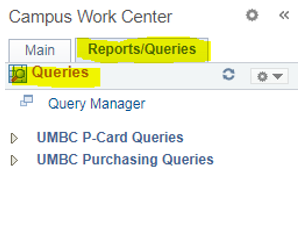 Campus Work Center
Main
Reports/Queries
Queries
Query Manager
UMBC P-Card Queries
UMBC Purchasing Queries